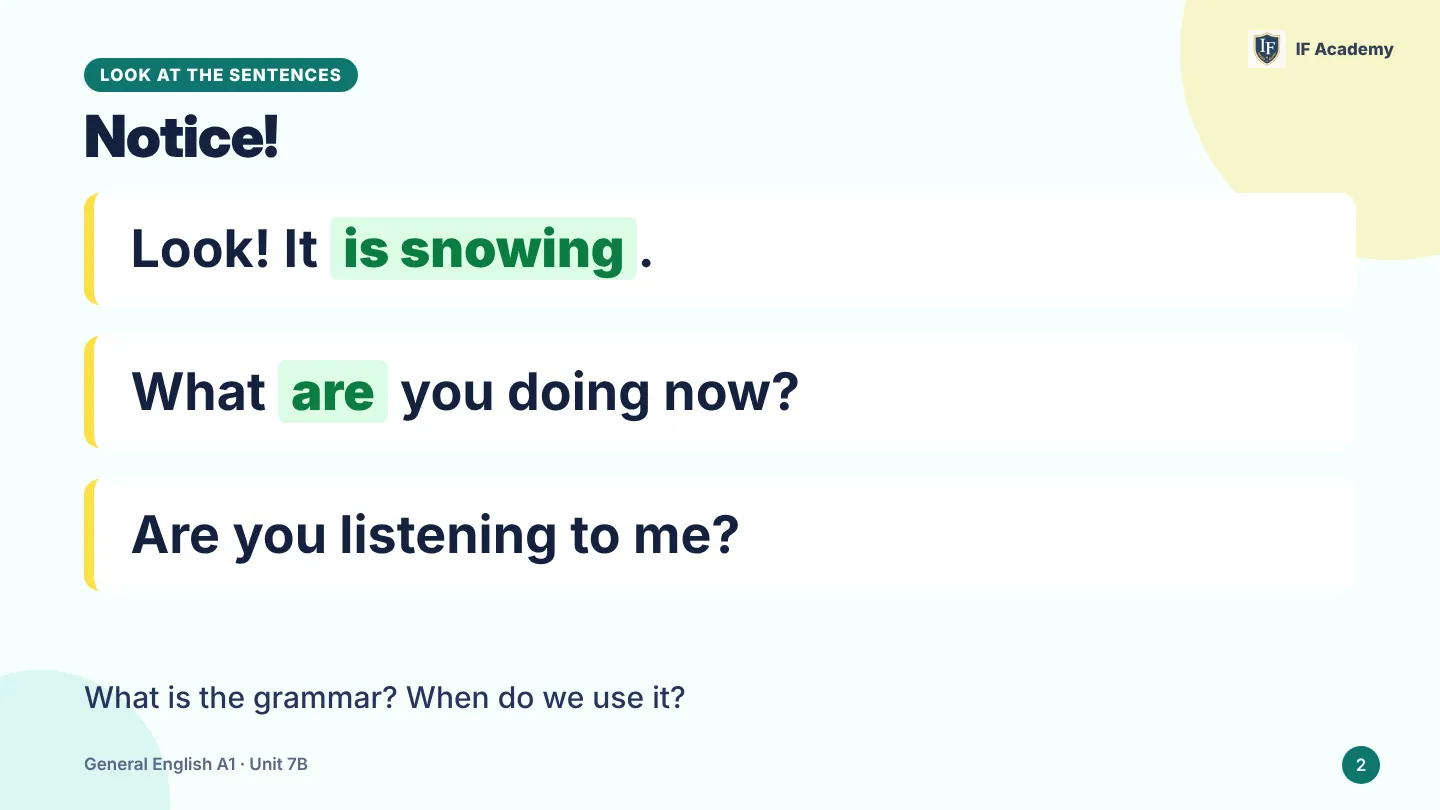 IF Academy
LOOK AT THE SENTENCES
Notice!
Look! It is snowing.
What are you doing now?
Are you listening to me?
What is the grammar? When do we use it?
General English A1 · Unit 7B
2